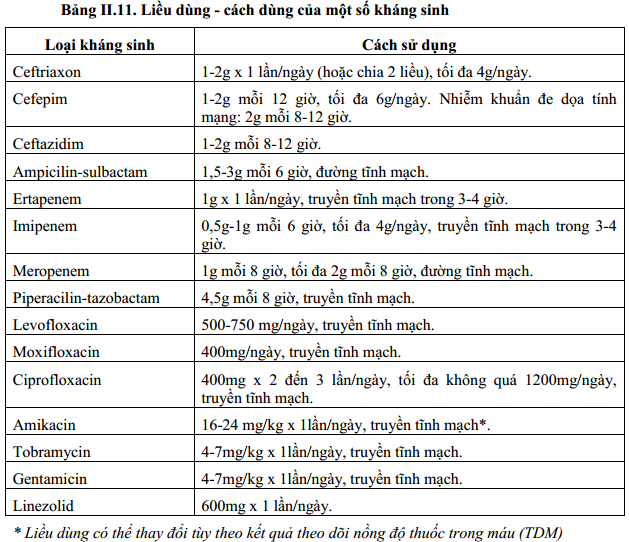 Bảng II.11. Liều dùng - cách dùng của một số kháng sinh
Loại kháng sinh Cách sử dụng
Ceftriaxon 1-2g x 1 lần/ngày (hoặc chia 2 liều), tối đa 4g/ngày.
Cefepim 1-2g mỗi 12 giờ, tối đa 6g/ngày. Nhiễm khuẩn đe dọa tính
mạng: 2g mỗi 8-12 giờ.
Ceftazidim 1-2g mỗi 8-12 giờ.
Ampicilin-sulbactam 1,5-3g mỗi 6 giờ, đường tĩnh mạch.
Ertapenem 1g x 1 lần/ngày, truyền tĩnh mạch trong 3-4 giờ.
Imipenem 0,5g-1g mỗi 6 giờ, tối đa 4g/ngày, truyền tĩnh mạch trong 3-4
giờ.
Meropenem 1g mỗi 8 giờ, tối đa 2g mỗi 8 giờ, đường tĩnh mạch.
Piperacilin-tazobactam 4,5g mỗi 8 giờ, truyền tĩnh mạch.
Levofloxacin 500-750 mg/ngày, truyền tĩnh mạch.
Moxifloxacin 400mg/ngày, truyền tĩnh mạch.
Ciprofloxacin 400mg x 2 đến 3 lần/ngày, tối đa không quá 1200mg/ngày,
truyền tĩnh mạch.
Amikacin 16-24 mg/kg x 1lần/ngày, truyền tĩnh mạch*.
Tobramycin 4-7mg/kg x 1lần/ngày, truyền tĩnh mạch.
Gentamicin 4-7mg/kg x 1lần/ngày, truyền tĩnh mạch.
Linezolid 600mg x 1 lần/ngày.
* Liều dùng có thể thay đổi tùy theo kết quả theo dõi nồng độ thuốc trong máu (TDM)